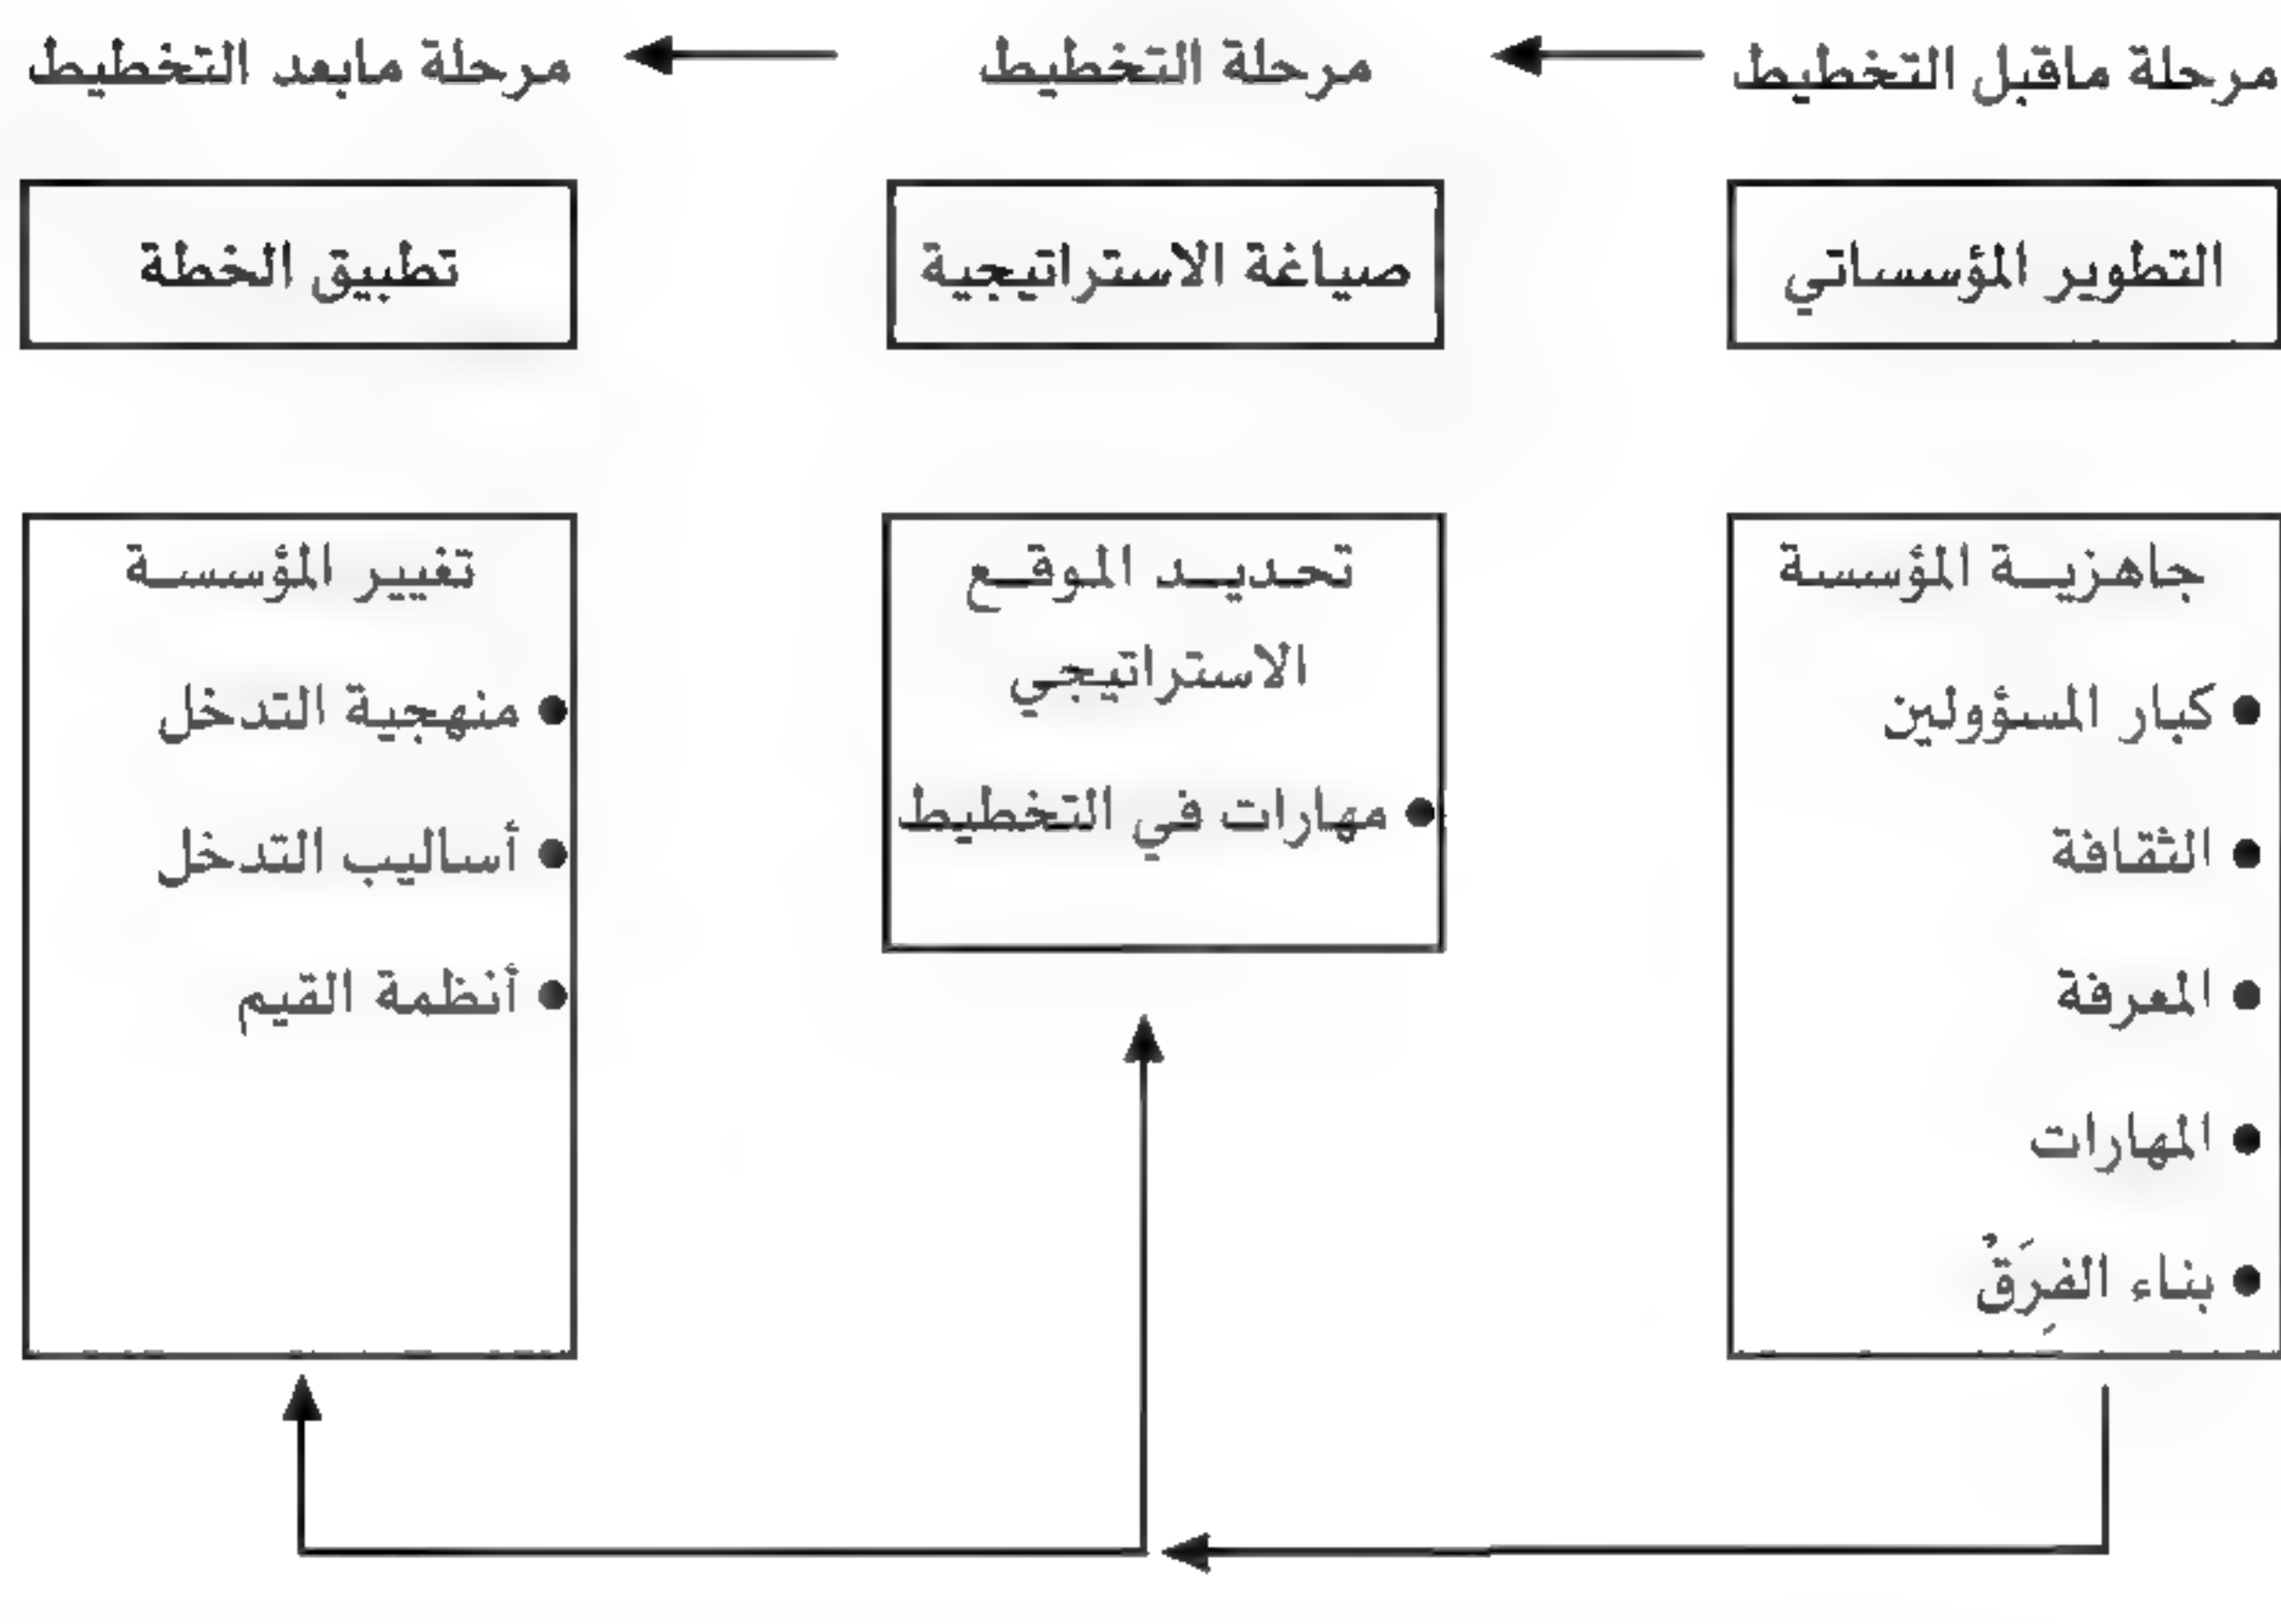 مرحلة ماقبل التخطيط
مرحلة التخطيط
مرحلة مابعد التخطيط
التطوير المؤسساتي
صياغة الاستراتيجية
تطبيق الخطة
جاهزية المؤسسة
• كبار المسؤولين
• الثقافة
• المعرفة
• المهارات
• بناء الفِرَقْ
تحديد الموقع
الاستراتيجي
• مهارات في التخطيط
تغيير المؤسسة
• منهجية التدخل
• أساليب التدخل
• أنظمة القيم